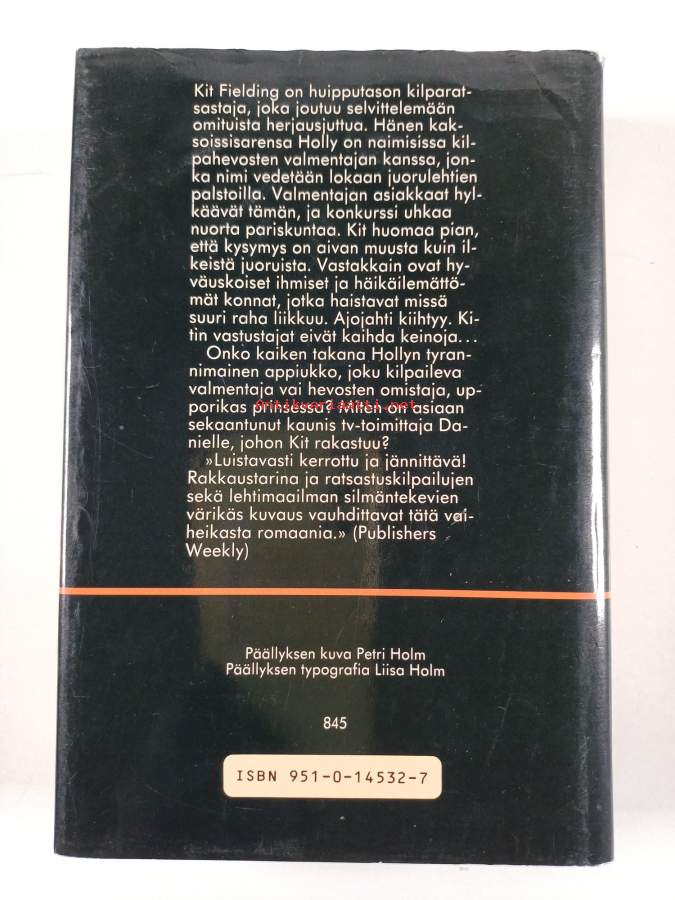 Kit Fielding on huipputason kilparat-
sastaja, joka joutuu selvittelemään
omituista herjausjuttua. Hänen kak-
soissisarensa Holly on naimisissa kil-
pahevosten valmentajan kanssa, jon-
ka nimi vedetään lokaan juorulehtien
palstoilla. Valmentajan asiakkaat hyl-
käävät tämän, ja konkurssi uhkaa
nuorta pariskuntaa. Kit huomaa pian,
että kysymys on aivan muusta kuin il-
keistä juoruista. Vastakkain ovat hy-
väuskoiset ihmiset ja häikäilemättö-
mät konnat, jotka haistavat missä
suuri raha liikkuu. Ajojahti kiihtyy. Ki-
tin vastustajat eivät kaihda keinoja...
Onko kaiken takana Hollyn tyran-
nimainen appiukko, joku kilpaileva
valmentaja vai hevosten omistaja, up-
porikas prinsessa? Miten on asiaan
antikvariaatti.net
sekaantunut kaunis tv-toimittaja Da-
nielle, johon Kit rakastuu?
»Luistavasti kerrottu ja jännittävä!
Rakkaustarina ja ratsastuskilpailujen
sekä lehtimaailman silmäntekevien
värikäs kuvaus vauhdittavat tätä vai-
heikasta romaania.» (Publishers
Weekly)
Päällyksen kuva Petri Holm
Päällyksen typografia Liisa Holm
845
ISBN 951-0-14532-7